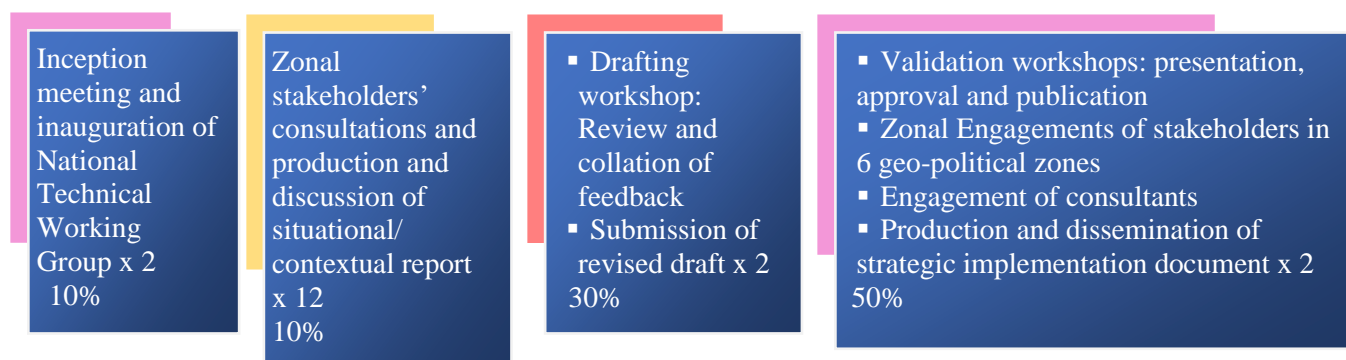 Inception
meeting and
inauguration of
National
Technical
Working
Group x 2
10%
Zonal
stakeholders’
consultations and
production and
discussion of
situational/
contextual report
x 12
10%
▪ Drafting
workshop:
Review and
collation of
feedback
▪ Submission of
revised draft x 2
30%
▪ Validation workshops: presentation,
approval and publication
▪ Zonal Engagements of stakeholders in
6 geo-political zones
▪ Engagement of consultants
▪ Production and dissemination of
strategic implementation document x 2
50%